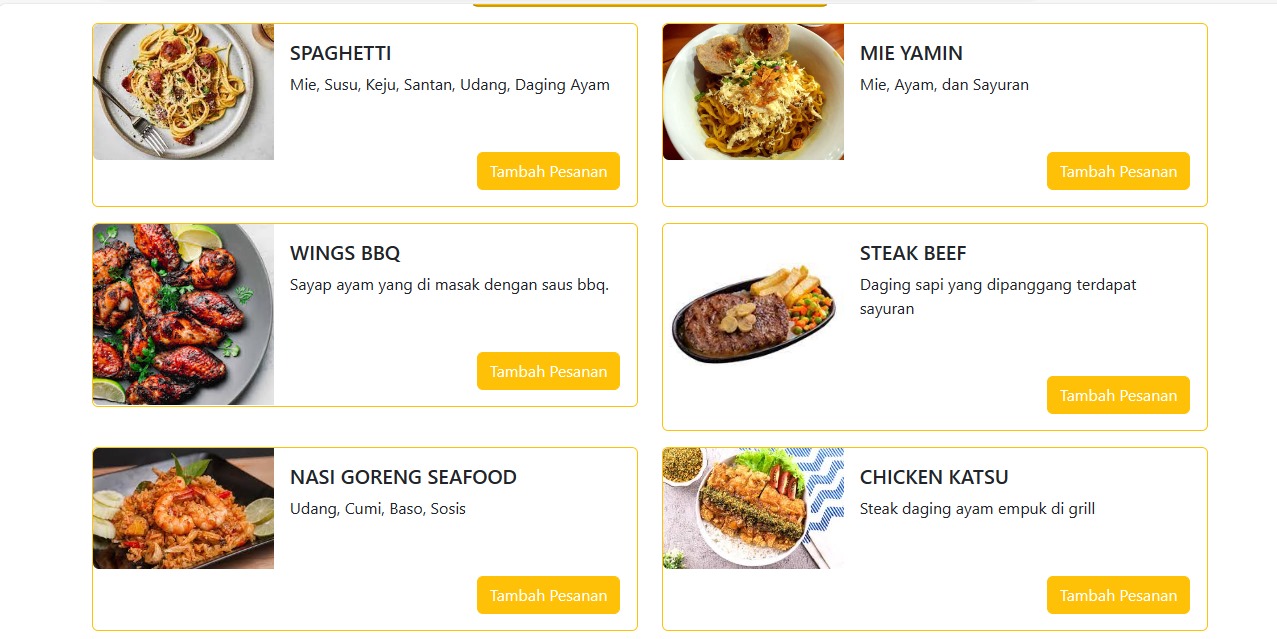 SPAGHETTI
Mie, Susu, Keju, Santan, Udang, Daging Ayam
Tambah Pesanan
MIE YAMIN
Mie, Ayam, dan Sayuran
Tambah Pesanan
WINGS BBQ
Sayap ayam yang di masak dengan saus bbq.
Tambah Pesanan
STEAK BEEF
Daging sapi yang dipanggang terdapat
sayuran
Tambah Pesanan
NASI GORENG SEAFOOD
Udang, Cumi, Baso, Sosis
Tambah Pesanan
CHICKEN KATSU
Steak daging ayam empuk di grill
Tambah Pesanan